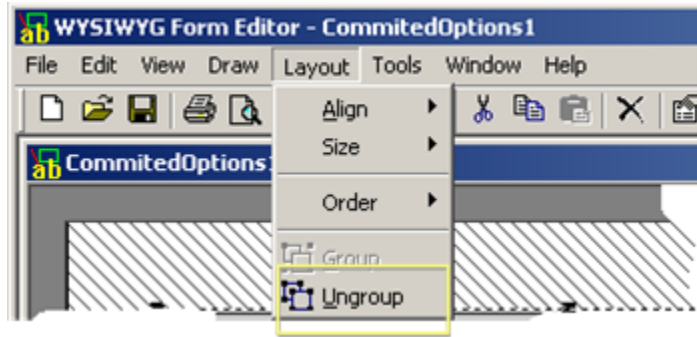 WYSIWYG Form Editor - CommitedOptions1
File Edit View Draw Layout Tools Window Help
Align
CommitedOptions1
Size
Order
Group
Ungroup